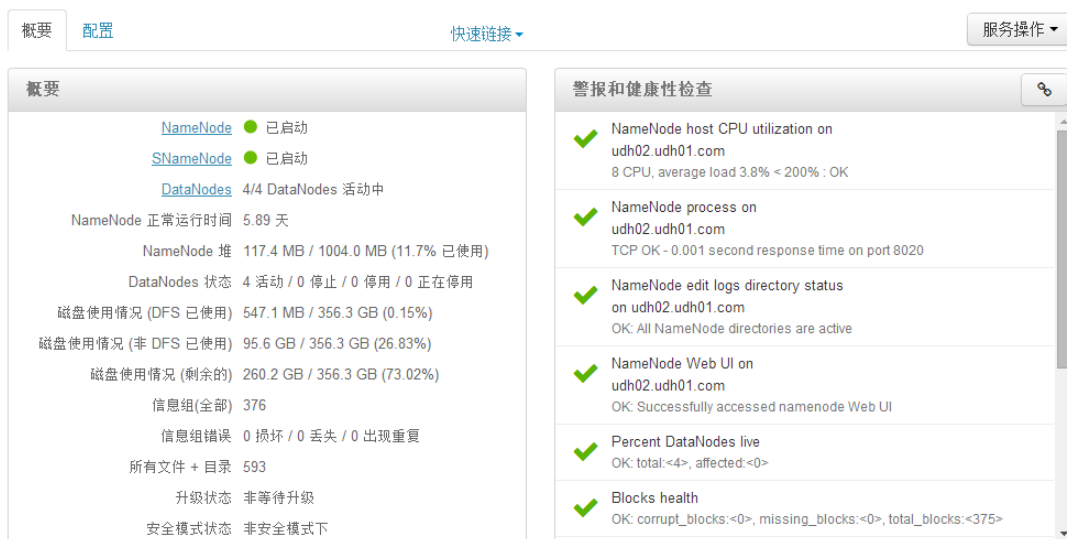 概要
配置
快速链接
服务操作
概要
NameNode 已启动
SNameNode 已启动
DataNodes 4/4 DataNodes 活动中
NameNode 正常运行时间 5.89 天
NameNode 堆 117.4 MB / 1004.0 MB (11.7% 已使用)
DataNodes 状态 4 活动 / 0 停止 / 0 停用 / 0 正在停用
磁盘使用情况 (DFS 已使用) 547.1 MB / 356.3 GB (0.15%)
磁盘使用情况 (非 DFS 已使用) 95.6 GB / 356.3 GB (26.83%)
磁盘使用情况 (剩余的) 260.2 GB / 356.3 GB (73.02%)
信息组(全部) 376
信息组错误 0 损坏 / 0 丢失 / 0 出现重复
所有文件 + 目录 593
升级状态 非等待升级
安全模式状态 非安全模式下
警报和健康性检查
NameNode host CPU utilization on
udh02.udh01.com
8 CPU, average load 3.8% < 200% : OK
NameNode process on
udh02.udh01.com
TCP OK - 0.001 second response time on port 8020
NameNode edit logs directory status
on udh02.udh01.com
OK: All NameNode directories are active
NameNode Web UI on
udh02.udh01.com
OK: Successfully accessed namenode Web UI
Percent DataNodes live
OK: total:<4>, affected:<0>
Blocks health
OK: corrupt_blocks:<0>, missing_blocks:<0>, total_blocks:<375>